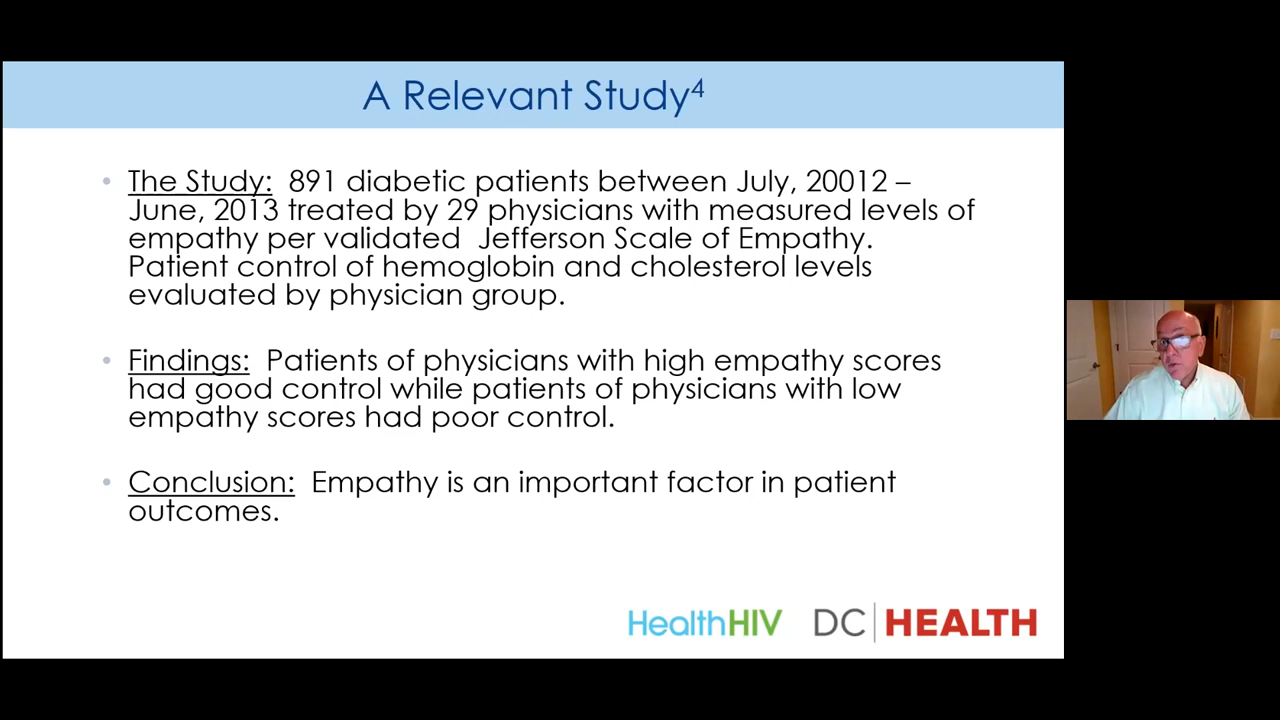 A Relevant Study⁴
• The Study: 891 diabetic patients between July, 20012 –
June, 2013 treated by 29 physicians with measured levels of
empathy per validated Jefferson Scale of Empathy.
Patient control of hemoglobin and cholesterol levels
evaluated by physician group.
• Findings: Patients of physicians with high empathy scores
had good control while patients of physicians with low
empathy scores had poor control.
• Conclusion: Empathy is an important factor in patient
outcomes.
HealthHIV DC | HEALTH